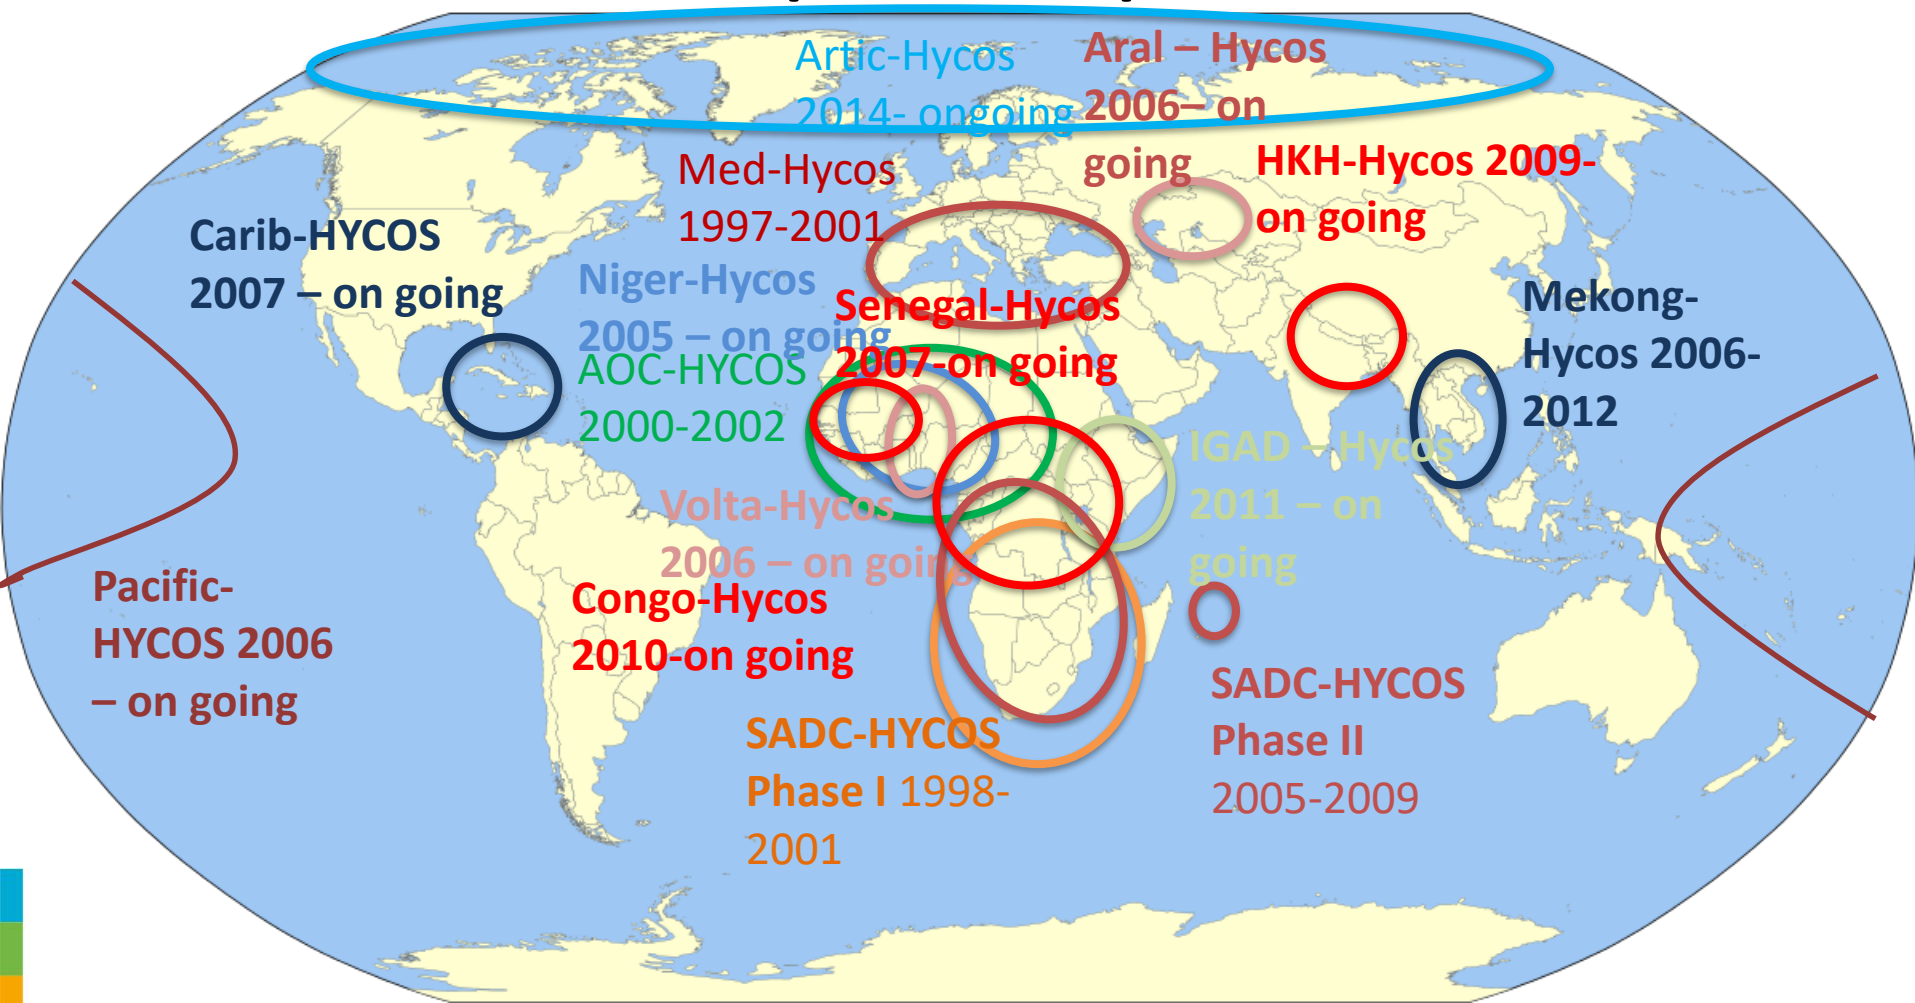 Artic-Hycos
2014- ongoing
Aral – Hycos
2006– on
going
Med-Hycos
1997-2001
HKH-Hycos 2009-
on going
Carib-HYCOS
2007 – on going
Niger-Hycos
2005 – on going
Senegal-Hycos
2007-on going
Mekong-
Hycos 2006-
2012
AOC-HYCOS
2000-2002
IGAD – Hycos
2011 – on
going
Volta-Hycos
2006 – on going
Pacific-
HYCOS 2006
– on going
Congo-Hycos
2010-on going
SADC-HYCOS
Phase I 1998-
2001
SADC-HYCOS
Phase II
2005-2009